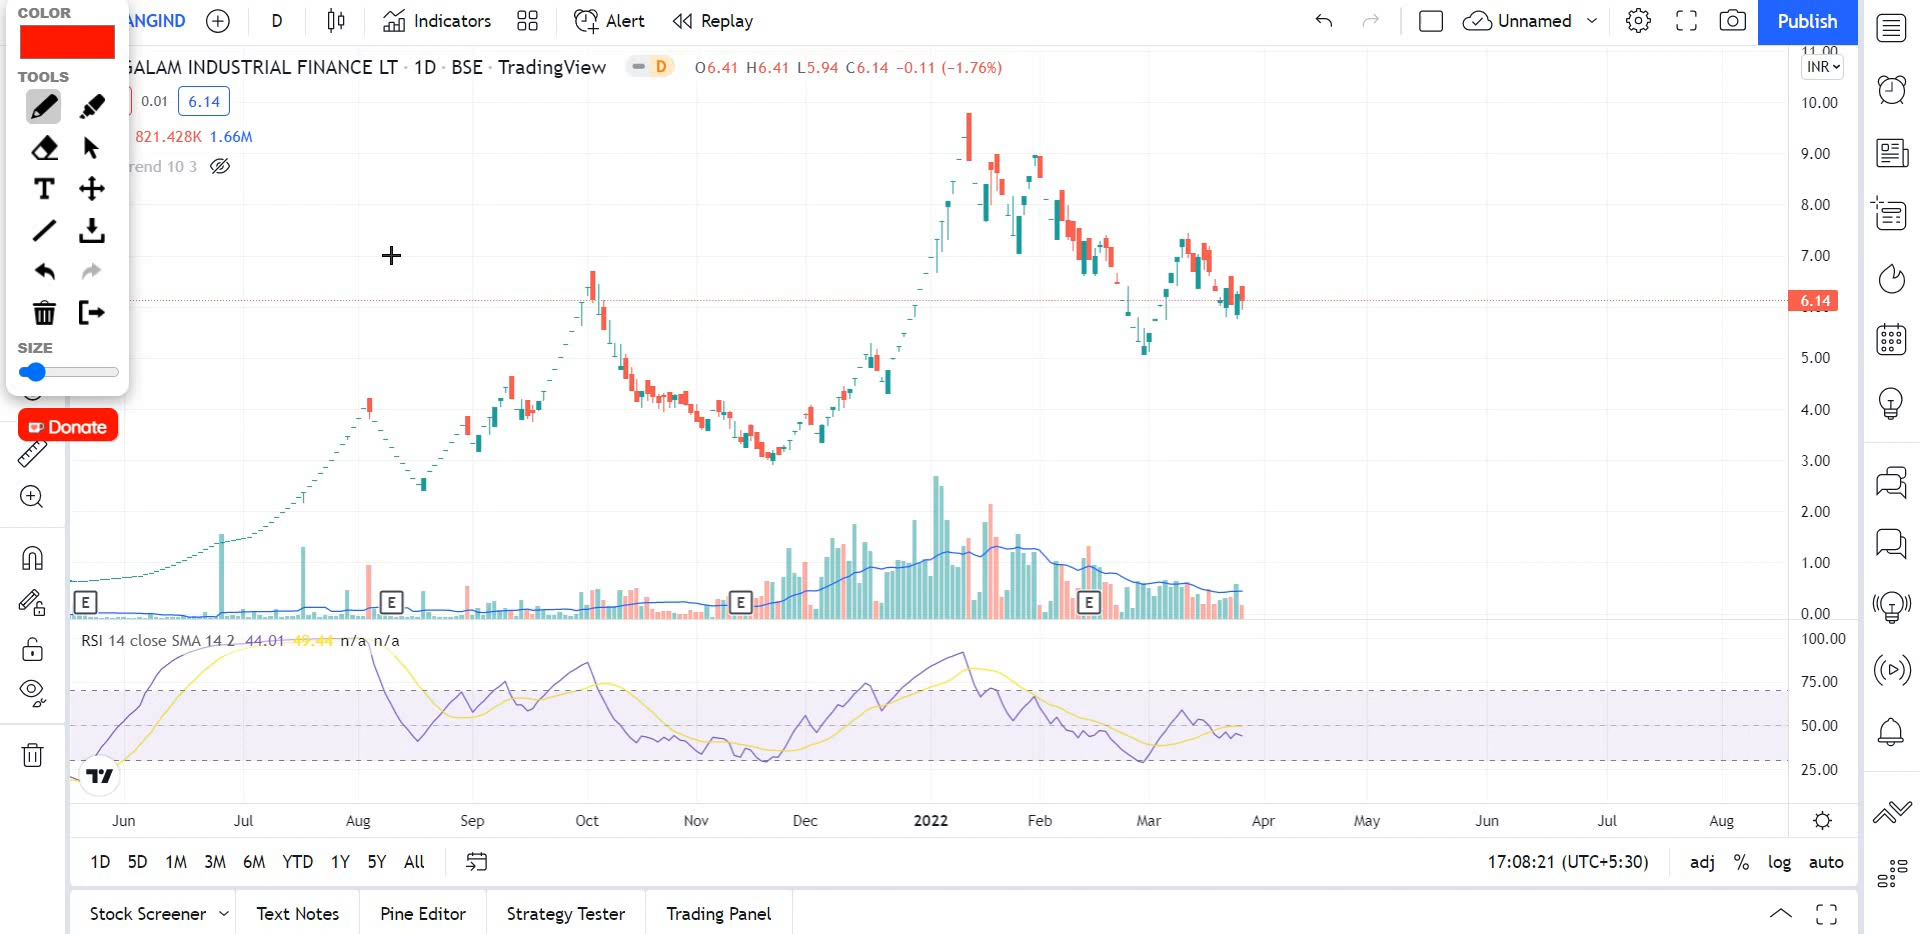 COLOR
ANGIND
D
Indicators
Alert
Replay
Unnamed
Publish
GALAM INDUSTRIAL FINANCE LT · 1D · BSE · TradingView
D
O6.41 H6.41 L5.94 C6.14 −0.11 (−1.76%)
INR
TOOLS
0.01
6.14
821.428K 1.66M
rend 10 3
T
SIZE
Donate
11.00
10.00
9.00
8.00
7.00
6.14
5.00
4.00
3.00
2.00
1.00
0.00
E
E
E
E
RSI 14 close SMA 14 2 44.01 49.44 n/a n/a
100.00
75.00
50.00
25.00
Jun
Jul
Aug
Sep
Oct
Nov
Dec
2022
Feb
Mar
Apr
May
Jun
Jul
Aug
1D 5D 1M 3M 6M YTD 1Y 5Y All
17:08:21 (UTC+5:30)
adj % log auto
Stock Screener
Text Notes
Pine Editor
Strategy Tester
Trading Panel